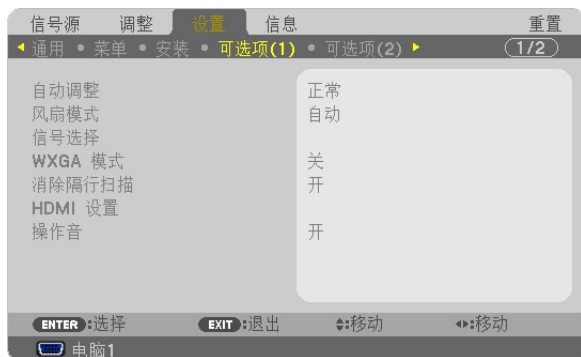 信号源 调整 设置 信息 重置
通用 • 菜单 • 安装 • 可选项(1) • 可选项(2) 1/2
自动调整 正常
风扇模式 自动
信号选择
WXGA 模式 关
消除隔行扫描 开
HDMI 设置
操作音 开
ENTER:选择 EXIT:退出 :移动 :移动
电脑1